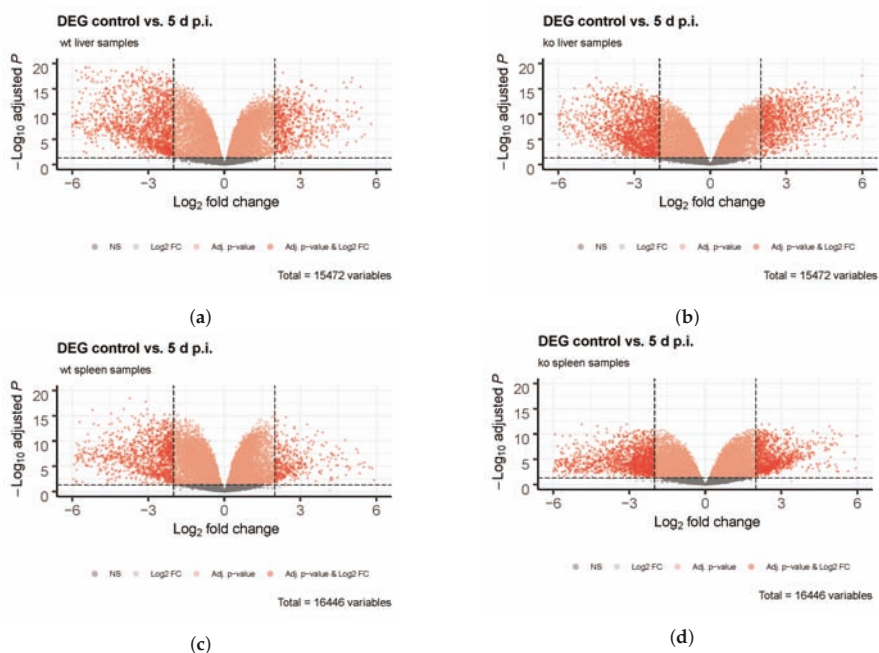 DEG control vs. 5 d p.i.
wt liver samples
20
15
10
5
0
−Log10 adjusted P
-6 -3 0 3 6
Log2 fold change
NS Log2 FC Adj. p-value Adj. p-value & Log2 FC
Total = 15472 variables
(a)
DEG control vs. 5 d p.i.
ko liver samples
20
15
10
5
0
−Log10 adjusted P
-6 -3 0 3 6
Log2 fold change
NS Log2 FC Adj. p-value Adj. p-value & Log2 FC
Total = 15472 variables
(b)
DEG control vs. 5 d p.i.
wt spleen samples
20
15
10
5
0
−Log10 adjusted P
-6 -3 0 3 6
Log2 fold change
NS Log2 FC Adj. p-value Adj. p-value & Log2 FC
Total = 16446 variables
(c)
DEG control vs. 5 d p.i.
ko spleen samples
20
15
10
5
0
−Log10 adjusted P
-6 -3 0 3 6
Log2 fold change
NS Log2 FC Adj. p-value Adj. p-value & Log2 FC
Total = 16446 variables
(d)